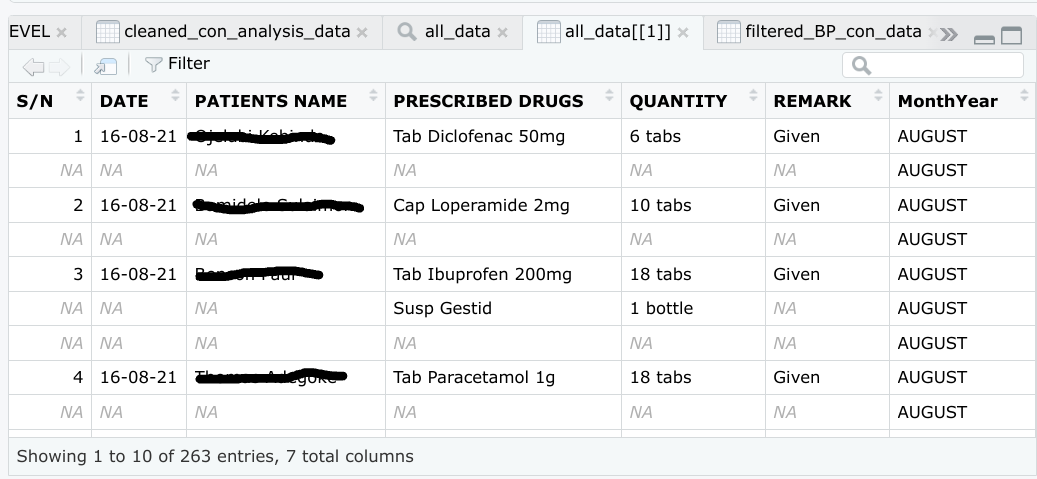 EVEL cleaned_con_analysis_data all_data all_data[[1]] filtered_BP_con_data
Filter
S/N DATE PATIENTS NAME PRESCRIBED DRUGS QUANTITY REMARK MonthYear
1 16-08-21 Tab Diclofenac 50mg 6 tabs Given AUGUST
NA NA NA NA NA NA AUGUST
2 16-08-21 Cap Loperamide 2mg 10 tabs Given AUGUST
NA NA NA NA NA NA AUGUST
3 16-08-21 Tab Ibuprofen 200mg 18 tabs Given AUGUST
NA NA NA Susp Gestid 1 bottle NA AUGUST
NA NA NA NA NA NA AUGUST
4 16-08-21 Tab Paracetamol 1g 18 tabs Given AUGUST
NA NA NA NA NA NA AUGUST
Showing 1 to 10 of 263 entries, 7 total columns